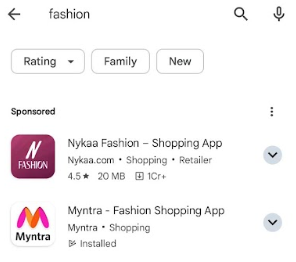 fashion
Rating
Family
New
Sponsored
N
FASHION
Nykaa Fashion – Shopping App
Nykaa.com • Shopping • Retailer
4.5★ 20 MB 1Cr+
Myntra
Myntra - Fashion Shopping App
Myntra • Shopping
Installed